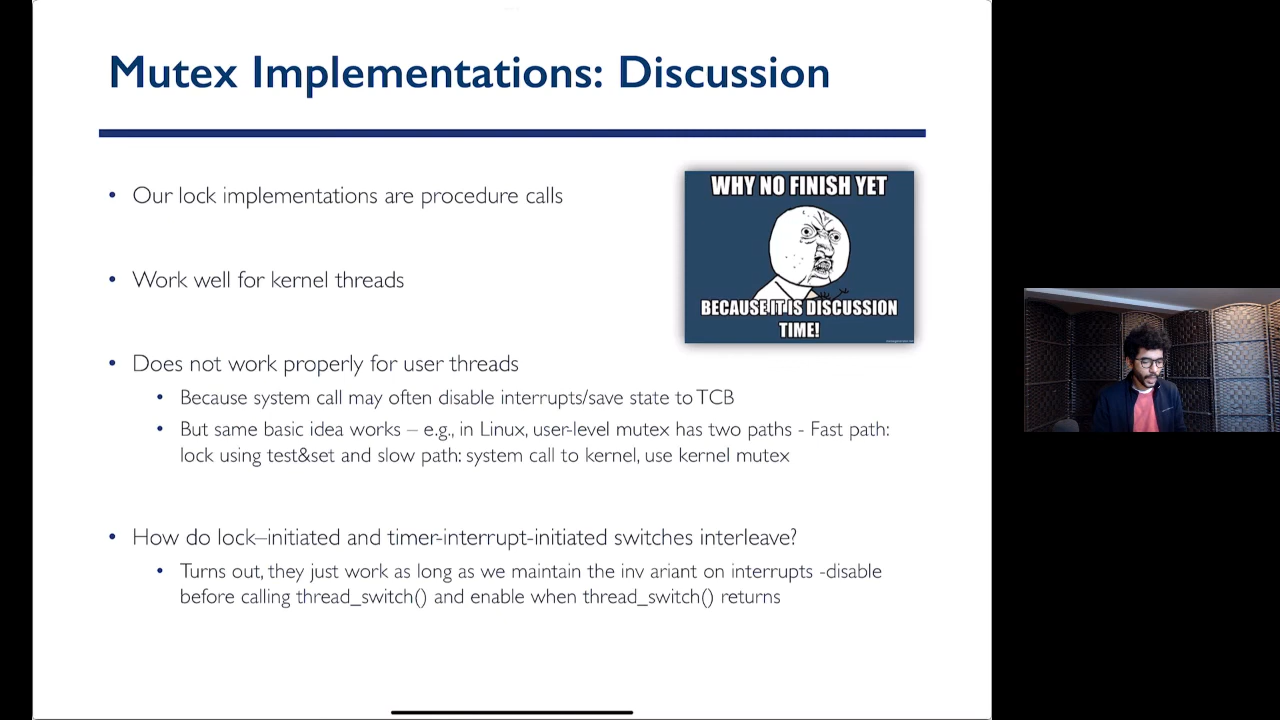 Mutex Implementations: Discussion
• Our lock implementations are procedure calls
WHY NO FINISH YET
BECAUSE IT IS DISCUSSION
TIME!
• Work well for kernel threads
• Does not work properly for user threads
• Because system call may often disable interrupts/save state to TCB
• But same basic idea works – e.g., in Linux, user-level mutex has two paths - Fast path:
lock using test&set and slow path: system call to kernel, use kernel mutex
• How do lock–initiated and timer-interrupt-initiated switches interleave?
• Turns out, they just work as long as we maintain the inv ariant on interrupts -disable
before calling thread_switch() and enable when thread_switch() returns